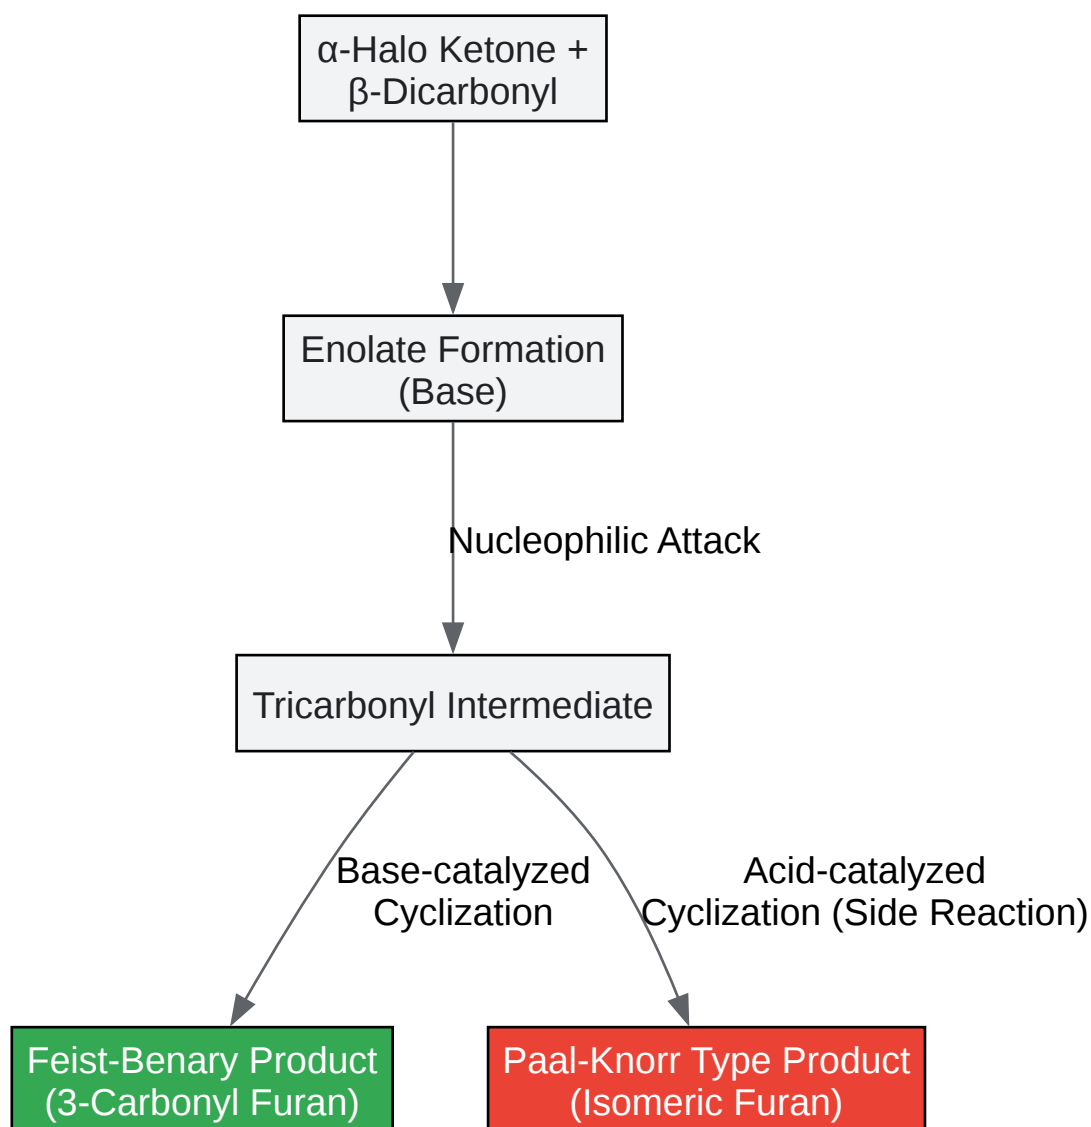 α-Halo Ketone +
β-Dicarbonyl
Enolate Formation
(Base)
Nucleophilic Attack
Tricarbonyl Intermediate
Base-catalyzed
Cyclization
Acid-catalyzed
Cyclization (Side Reaction)
Feist-Benary Product
(3-Carbonyl Furan)
Paal-Knorr Type Product
(Isomeric Furan)